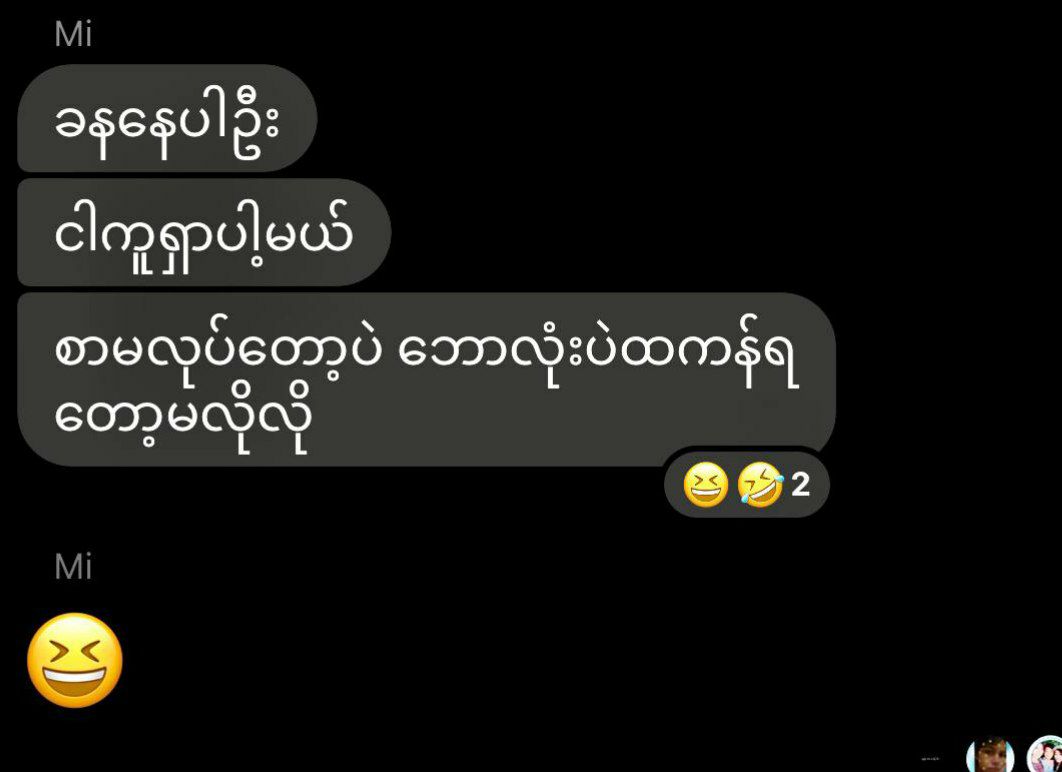 Mi
ခနနေပါဦး
ငါကူရှာပါ့မယ်
စာမလုပ်တော့ပဲ ဘောလုံးပဲထကန်ရ
တော့မလိုလို
2
Mi